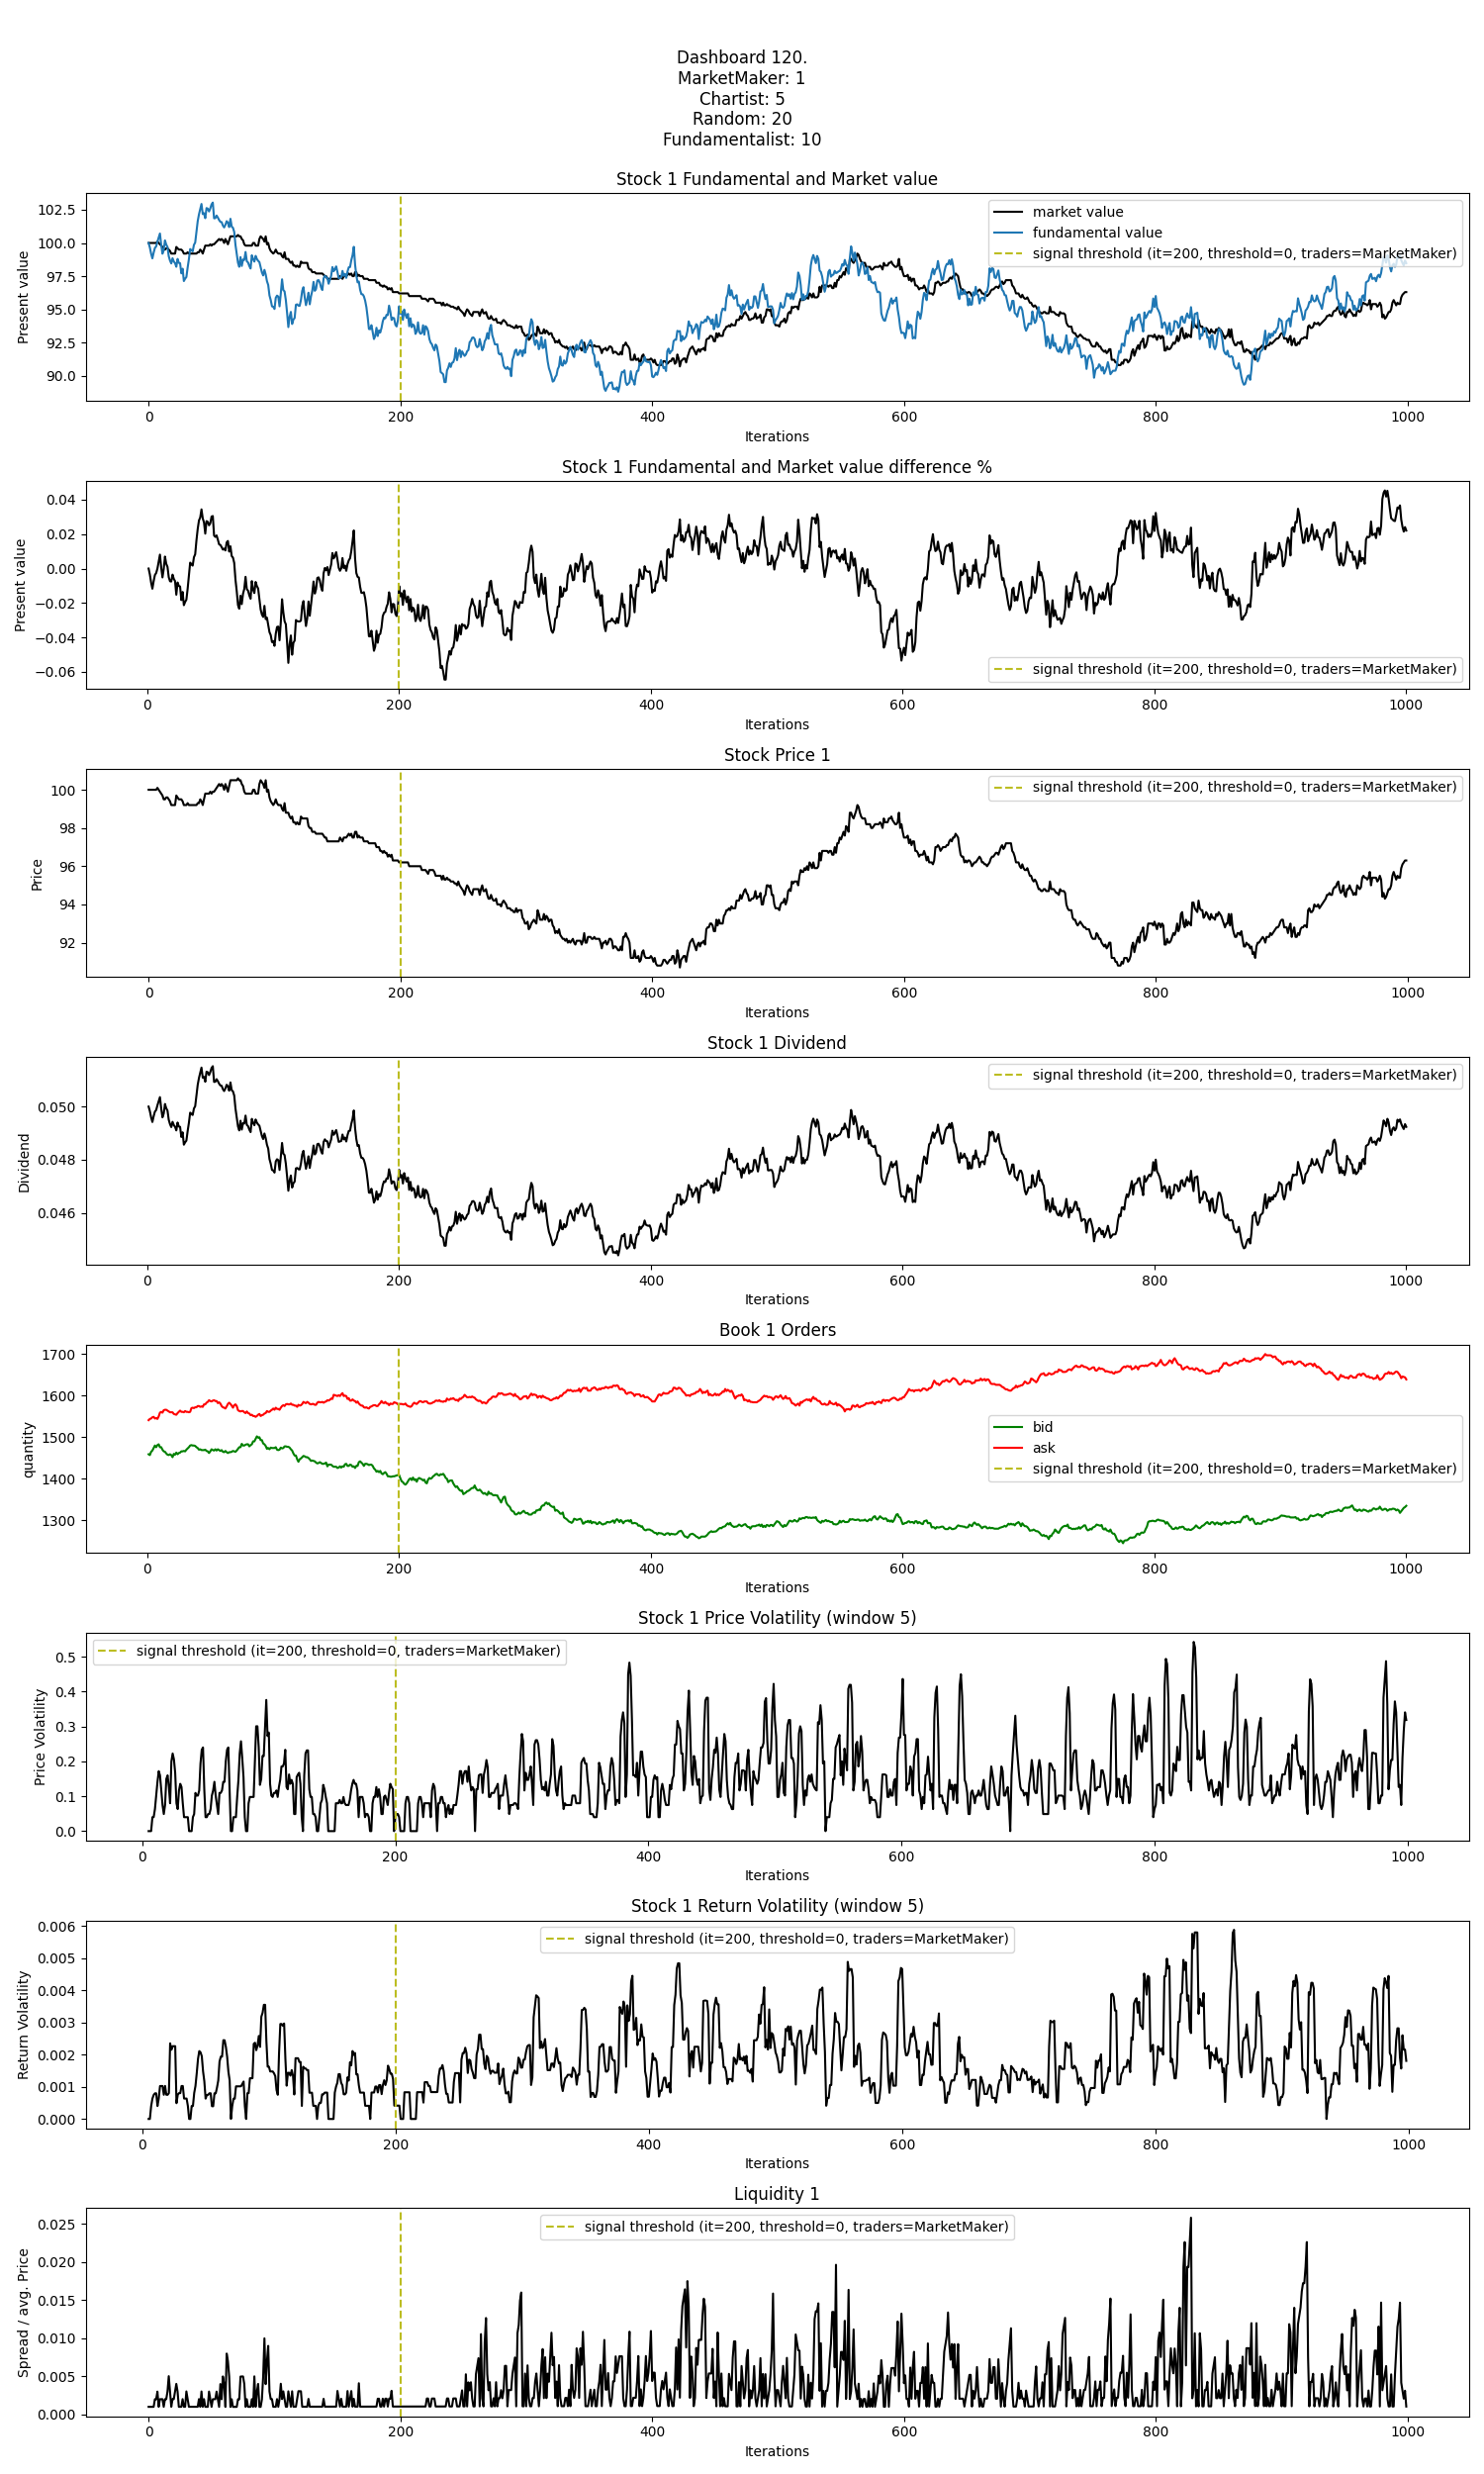 Dashboard 120.
MarketMaker: 1
Chartist: 5
Random: 20
Fundamentalist: 10
Stock 1 Fundamental and Market value
Present value
102.5
100.0
97.5
95.0
92.5
90.0
market value
fundamental value
signal threshold (it=200, threshold=0, traders=MarketMaker)
0 200 400 600 800 1000
Iterations
Stock 1 Fundamental and Market value difference %
Present value
0.04
0.02
0.00
−0.02
−0.04
−0.06
signal threshold (it=200, threshold=0, traders=MarketMaker)
0 200 400 600 800 1000
Iterations
Stock Price 1
Price
100
98
96
94
92
signal threshold (it=200, threshold=0, traders=MarketMaker)
0 200 400 600 800 1000
Iterations
Stock 1 Dividend
Dividend
0.050
0.048
0.046
signal threshold (it=200, threshold=0, traders=MarketMaker)
0 200 400 600 800 1000
Iterations
Book 1 Orders
quantity
1700
1600
1500
1400
1300
bid
ask
signal threshold (it=200, threshold=0, traders=MarketMaker)
0 200 400 600 800 1000
Iterations
Stock 1 Price Volatility (window 5)
Price Volatility
0.5
0.4
0.3
0.2
0.1
0.0
signal threshold (it=200, threshold=0, traders=MarketMaker)
0 200 400 600 800 1000
Iterations
Stock 1 Return Volatility (window 5)
Return Volatility
0.006
0.005
0.004
0.003
0.002
0.001
0.000
signal threshold (it=200, threshold=0, traders=MarketMaker)
0 200 400 600 800 1000
Iterations
Liquidity 1
Spread / avg. Price
0.025
0.020
0.015
0.010
0.005
0.000
signal threshold (it=200, threshold=0, traders=MarketMaker)
0 200 400 600 800 1000
Iterations